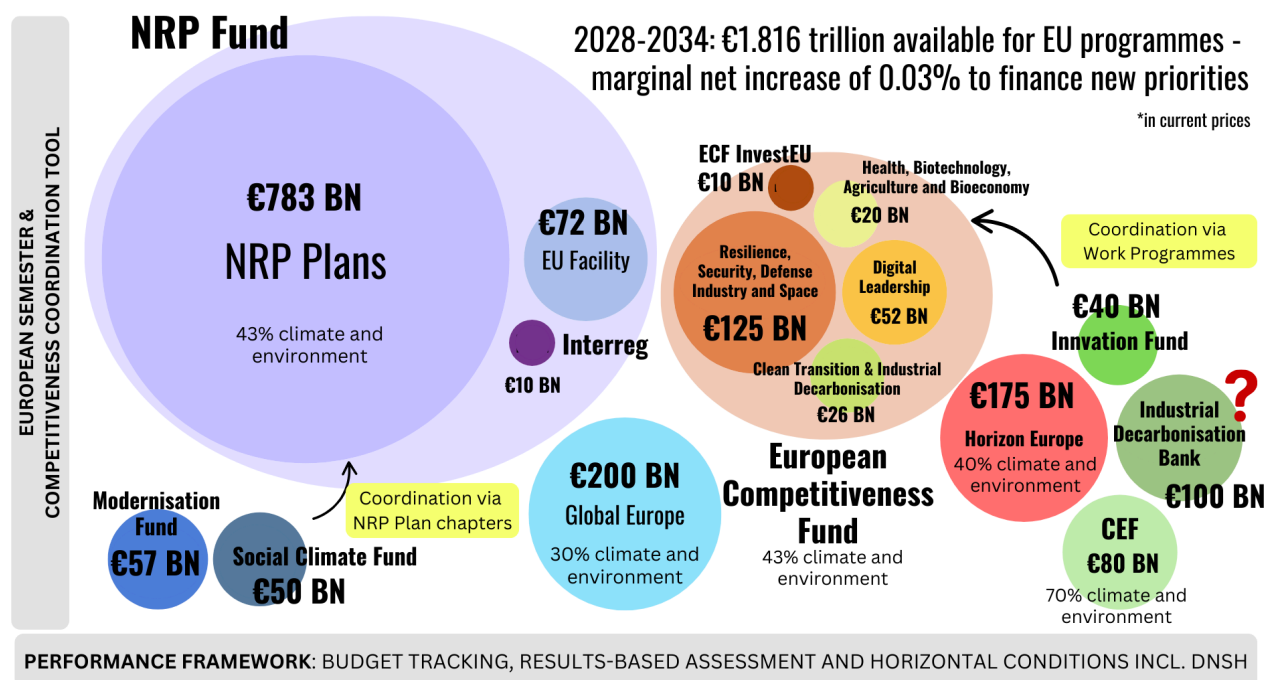 NRP Fund
2028-2034: €1.816 trillion available for EU programmes -
marginal net increase of 0.03% to finance new priorities
*in current prices
EUROPEAN SEMESTER &
COMPETITIVENESS COORDINATION TOOL
€783 BN
NRP Plans
43% climate and
environment
€72 BN
EU Facility
Interreg
€10 BN
ECF InvestEU
€10 BN
Health, Biotechnology,
Agriculture and Bioeconomy
€20 BN
Resilience,
Security, Defense
Industry and Space
€125 BN
Digital
Leadership
€52 BN
Clean Transition & Industrial
Decarbonisation
€26 BN
European
Competitiveness
Fund
43% climate and
environment
Coordination via
Work Programmes
€40 BN
Innvation Fund
€175 BN
Horizon Europe
40% climate and
environment
?
Industrial
Decarbonisation
Bank
€100 BN
CEF
€80 BN
70% climate and
environment
€200 BN
Global Europe
30% climate and
environment
Coordination via
NRP Plan chapters
Modernisation
Fund
€57 BN
Social Climate Fund
€50 BN
PERFORMANCE FRAMEWORK: BUDGET TRACKING, RESULTS-BASED ASSESSMENT AND HORIZONTAL CONDITIONS INCL. DNSH